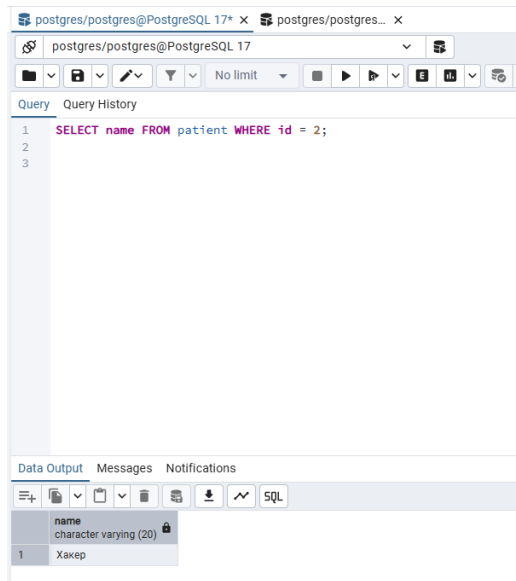 postgres/postgres@PostgreSQL 17* postgres/postgres...
postgres/postgres@PostgreSQL 17
No limit E
Query Query History
1 SELECT name FROM patient WHERE id = 2;
2
3
Data Output Messages Notifications
SQL
name
character varying (20)
1 Хакер